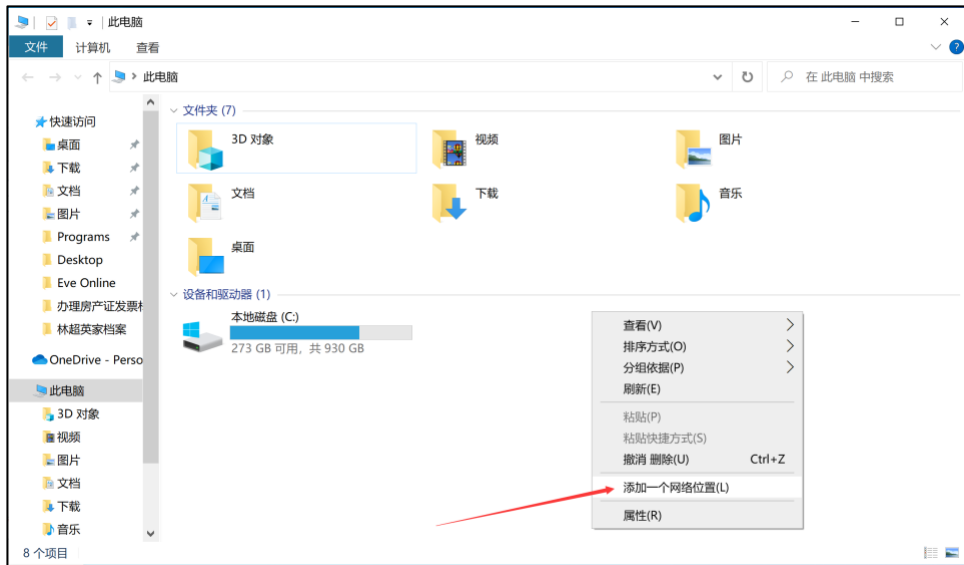 此电脑
文件 计算机 查看
此电脑
在 此电脑 中搜索
快速访问
桌面
下载
文档
图片
Programs
Desktop
Eve Online
办理房产证发票
林超英家档案
OneDrive - Perso
此电脑
3D 对象
视频
图片
文档
下载
音乐
文件夹 (7)
3D 对象
视频
图片
文档
下载
音乐
桌面
设备和驱动器 (1)
本地磁盘 (C:)
273 GB 可用，共 930 GB
查看(V)
排序方式(O)
分组依据(P)
刷新(E)
粘贴(P)
粘贴快捷方式(S)
撤消 删除(U) Ctrl+Z
添加一个网络位置(L)
属性(R)
8 个项目